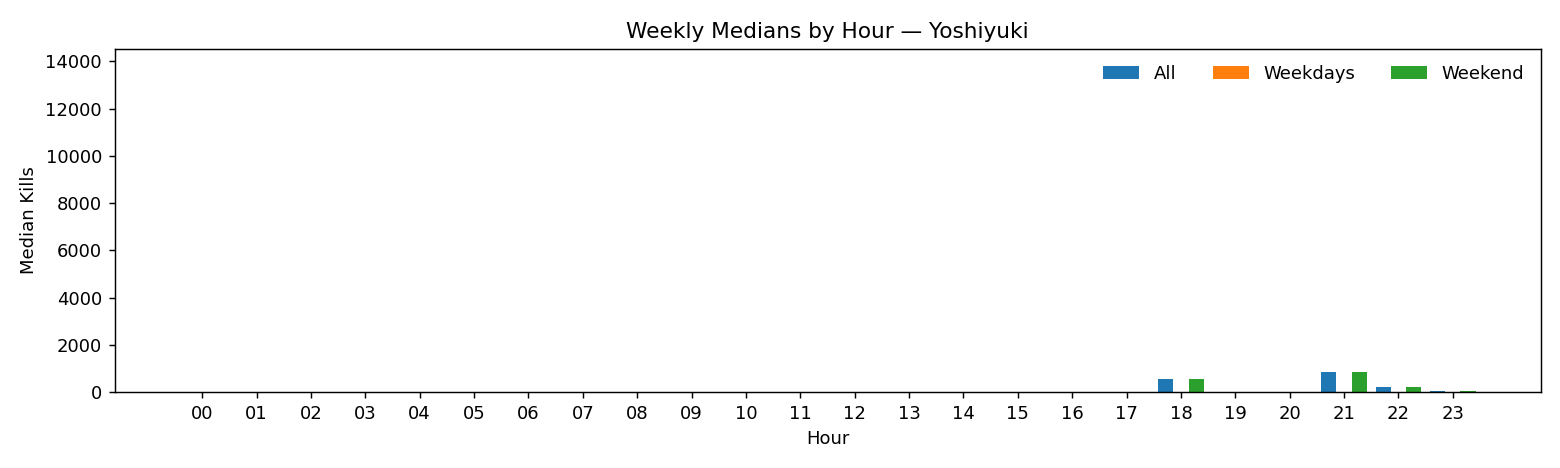 Weekly Medians by Hour — Yoshiyuki
All Weekdays Weekend
14000
12000
10000
8000
6000
4000
2000
0
Median Kills
00 01 02 03 04 05 06 07 08 09 10 11 12 13 14 15 16 17 18 19 20 21 22 23
Hour